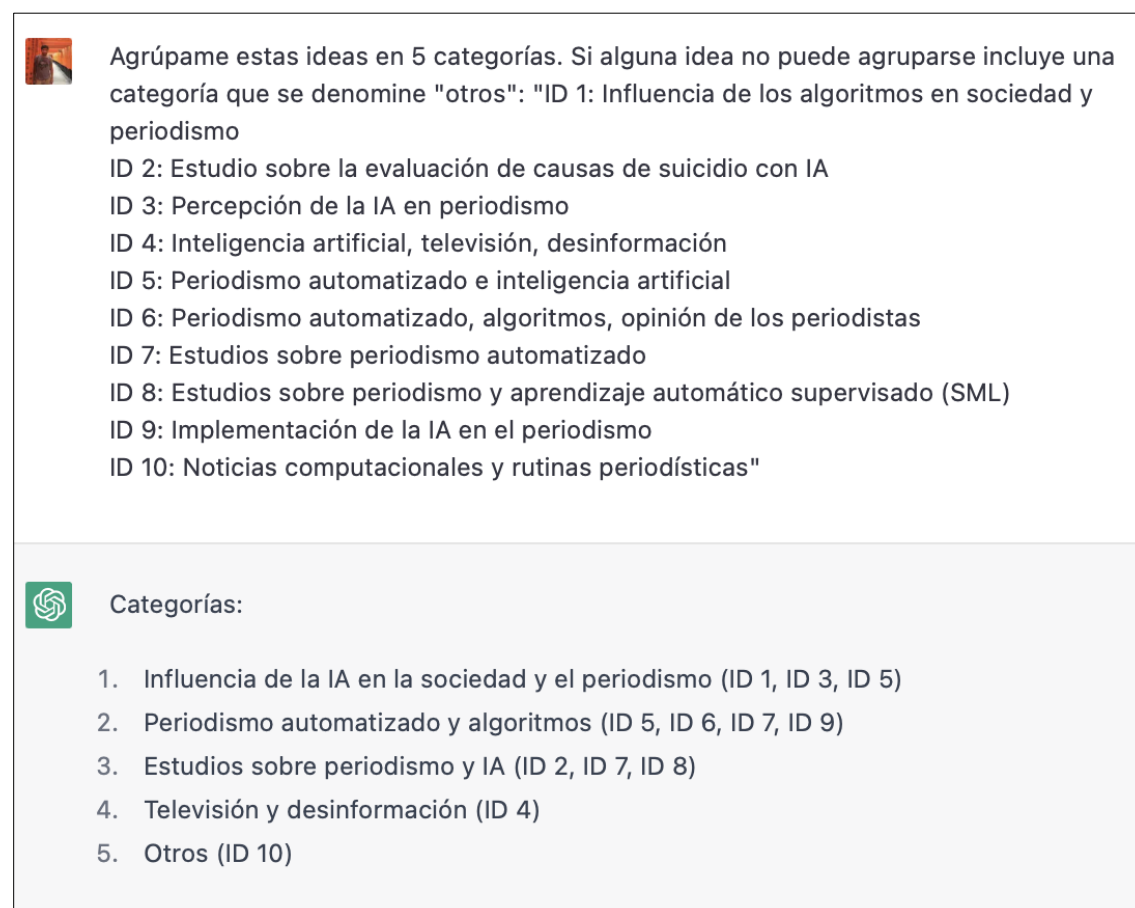 Agrúpame estas ideas en 5 categorías. Si alguna idea no puede agruparse incluye una
categoría que se denomine "otros": "ID 1: Influencia de los algoritmos en sociedad y
periodismo
ID 2: Estudio sobre la evaluación de causas de suicidio con IA
ID 3: Percepción de la IA en periodismo
ID 4: Inteligencia artificial, televisión, desinformación
ID 5: Periodismo automatizado e inteligencia artificial
ID 6: Periodismo automatizado, algoritmos, opinión de los periodistas
ID 7: Estudios sobre periodismo automatizado
ID 8: Estudios sobre periodismo y aprendizaje automático supervisado (SML)
ID 9: Implementación de la IA en el periodismo
ID 10: Noticias computacionales y rutinas periodísticas"
Categorías:
1. Influencia de la IA en la sociedad y el periodismo (ID 1, ID 3, ID 5)
2. Periodismo automatizado y algoritmos (ID 5, ID 6, ID 7, ID 9)
3. Estudios sobre periodismo y IA (ID 2, ID 7, ID 8)
4. Televisión y desinformación (ID 4)
5. Otros (ID 10)